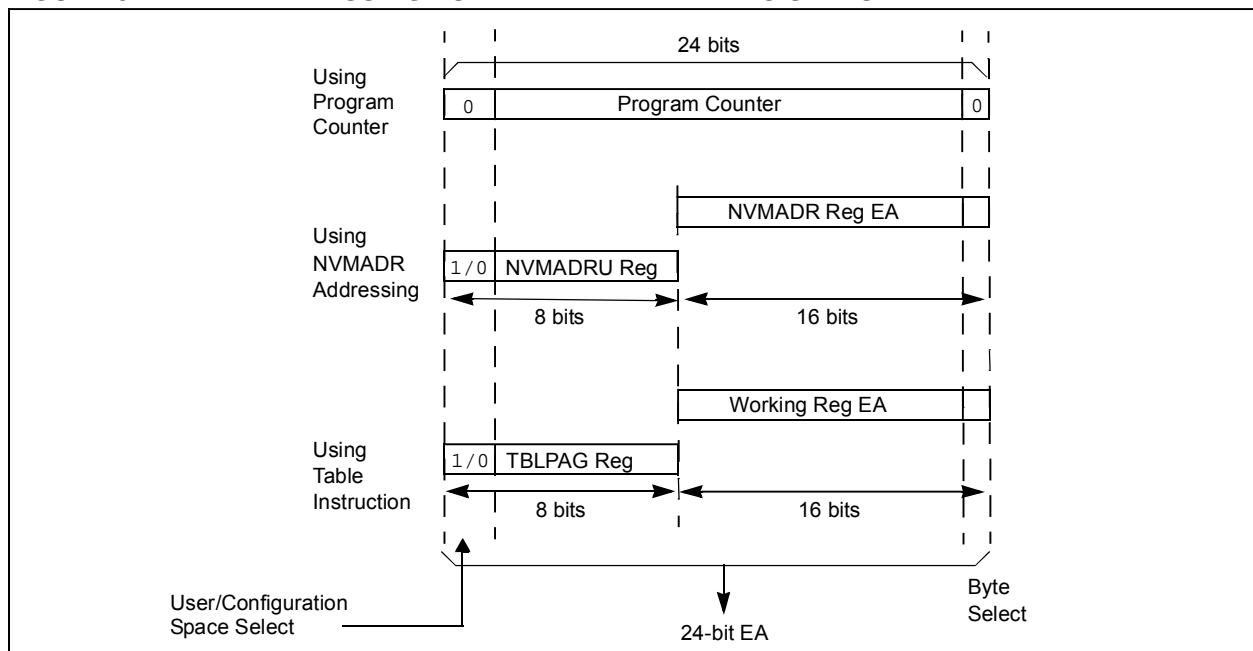 24 bits
Using
Program
Counter
0
Program Counter
0
NVMADR Reg EA
Using
NVMADR
Addressing
1/0
NVMADRU Reg
8 bits
16 bits
Working Reg EA
Using
Table
Instruction
1/0
TBLPAG Reg
8 bits
16 bits
User/Configuration
Space Select
24-bit EA
Byte
Select